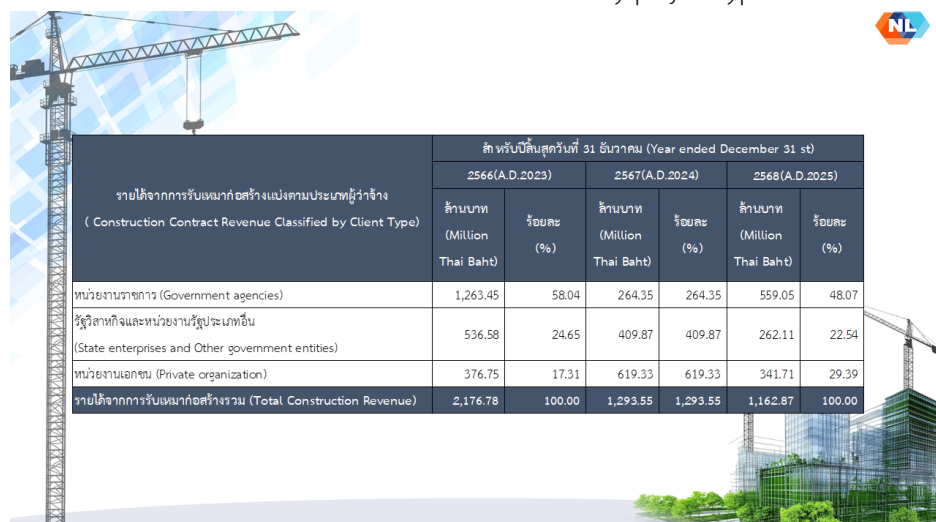 NL
สำหรับปีสิ้นสุดวันที่ 31 ธันวาคม (Year ended December 31 st)
รายได้จากการรับเหมาก่อสร้างแบ่งตามประเภทผู้ว่าจ้าง
( Construction Contract Revenue Classified by Client Type)
2566(A.D.2023) 2567(A.D.2024) 2568(A.D.2025)
ล้านบาท
(Million
Thai Baht)
ร้อยละ
(%)
ล้านบาท
(Million
Thai Baht)
ร้อยละ
(%)
ล้านบาท
(Million
Thai Baht)
ร้อยละ
(%)
หน่วยงานราชการ (Government agencies) 1,263.45 58.04 264.35 264.35 559.05 48.07
รัฐวิสาหกิจและหน่วยงานรัฐประเภทอื่น
(State enterprises and Other government entities) 536.58 24.65 409.87 409.87 262.11 22.54
หน่วยงานเอกชน (Private organization) 376.75 17.31 619.33 619.33 341.71 29.39
รายได้จากการรับเหมาก่อสร้างรวม (Total Construction Revenue) 2,176.78 100.00 1,293.55 1,293.55 1,162.87 100.00